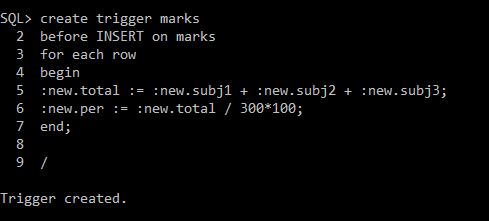 SQL> create trigger marks
2 before INSERT on marks
3 for each row
4 begin
5 :new.total := :new.subj1 + :new.subj2 + :new.subj3;
6 :new.per := :new.total / 300*100;
7 end;
8
9 /
Trigger created.